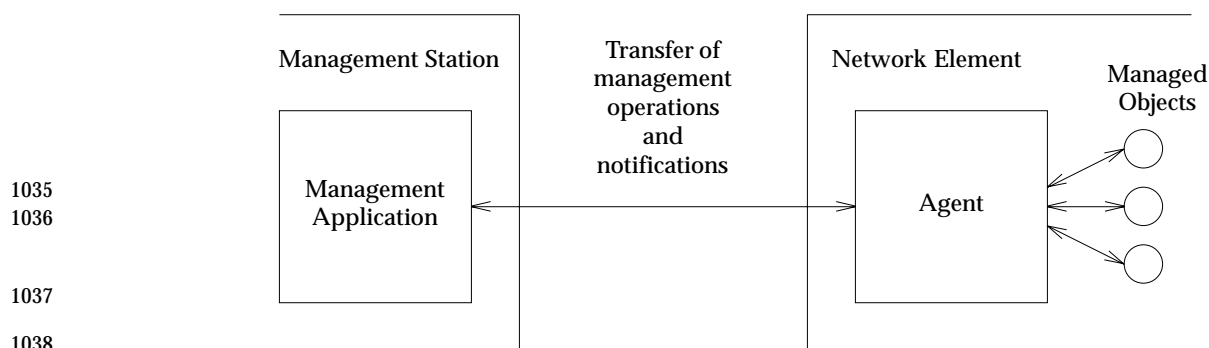 Management Station
Transfer of
management
operations
and
notifications
Network Element
Managed
Objects
1035
1036
1037
1038
Management
Application
Agent